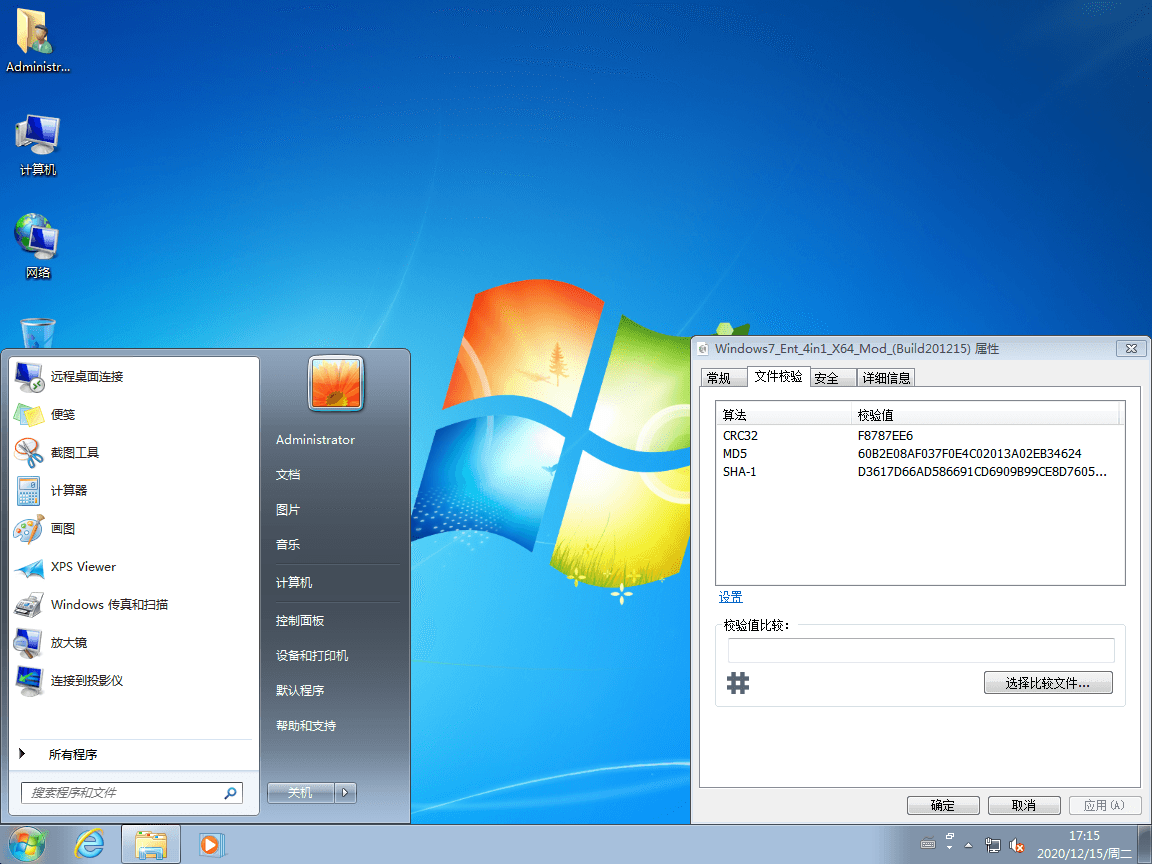 Administr...
计算机
网络
远程桌面连接
便笺
截图工具
计算器
画图
XPS Viewer
Windows 传真和扫描
放大镜
连接到投影仪
所有程序
搜索程序和文件
Administrator
文档
图片
音乐
计算机
控制面板
设备和打印机
默认程序
帮助和支持
关机
Windows7_Ent_4in1_X64_Mod_(Build201215) 属性
常规 文件校验 安全 详细信息
算法 校验值
CRC32 F8787EE6
MD5 60B2E08AF037F0E4C02013A02EB34624
SHA-1 D3617D66AD586691CD6909B99CE8D7605...
设置
校验值比较:
选择比较文件...
确定 取消 应用(A)
17:15
2020/12/15/周二